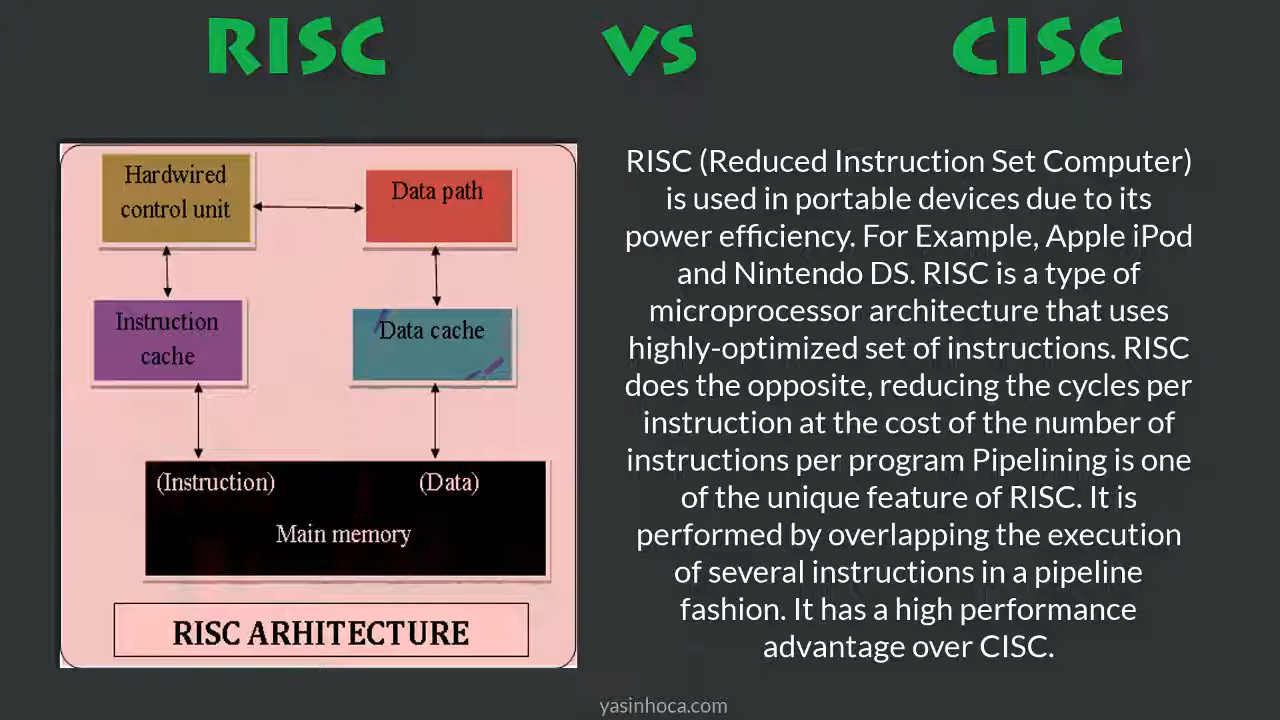 RISC vs CISC
Hardwired
control unit
Data path
Instruction
cache
Data cache
(Instruction) (Data)
Main memory
RISC ARHITECTURE
RISC (Reduced Instruction Set Computer)
is used in portable devices due to its
power efficiency. For Example, Apple iPod
and Nintendo DS. RISC is a type of
microprocessor architecture that uses
highly-optimized set of instructions. RISC
does the opposite, reducing the cycles per
instruction at the cost of the number of
instructions per program Pipelining is one
of the unique feature of RISC. It is
performed by overlapping the execution
of several instructions in a pipeline
fashion. It has a high performance
advantage over CISC.
yasinhoca.com